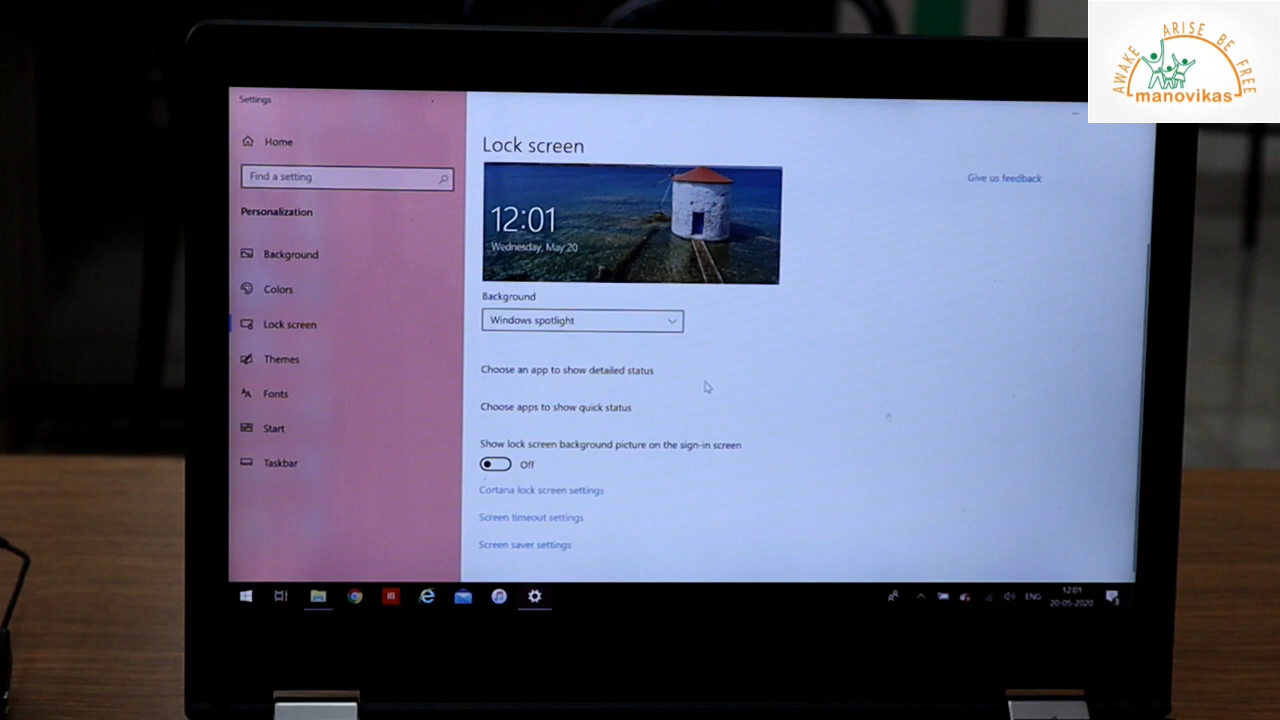 AWAKE ARISE BE FREE
manovikas
Settings
Home
Find a setting
Personalization
Background
Colors
Lock screen
Themes
Fonts
Start
Taskbar
Lock screen
12:01
Wednesday, May 20
Background
Windows spotlight
Choose an app to show detailed status
Choose apps to show quick status
Show lock screen background picture on the sign-in screen
Off
Cortana lock screen settings
Screen timeout settings
Screen saver settings
Give us feedback
ENG
12:01
20-05-2020